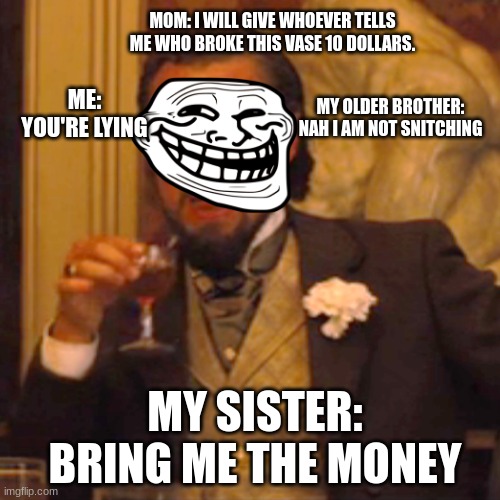 MOM: I WILL GIVE WHOEVER TELLS
ME WHO BROKE THIS VASE 10 DOLLARS.
ME:
YOU'RE LYING
MY OLDER BROTHER:
NAH I AM NOT SNITCHING
MY SISTER:
BRING ME THE MONEY
imgflip.com